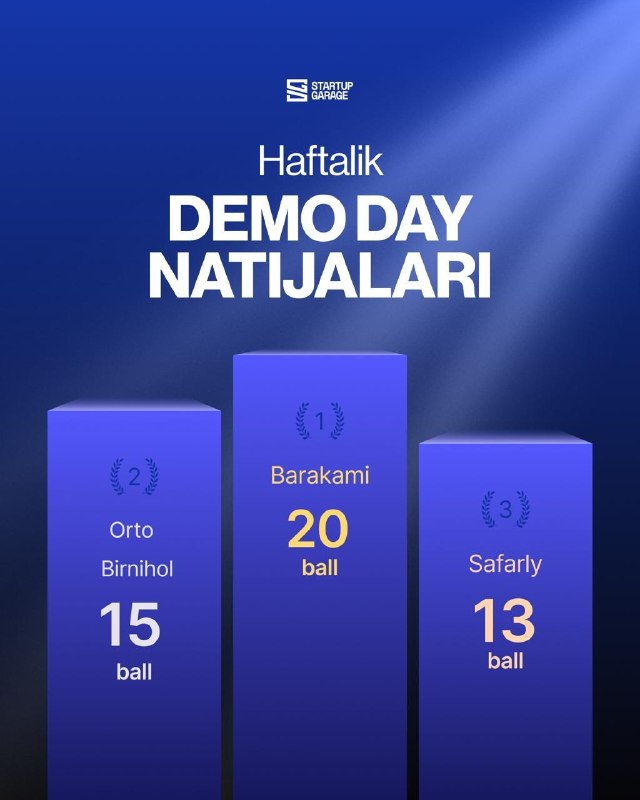 STARTUP
GARAGE
Haftalik
DEMO DAY
NATIJALARI
2
Orto
Birnihol
15
ball
1
Barakami
20
ball
3
Safarly
13
ball